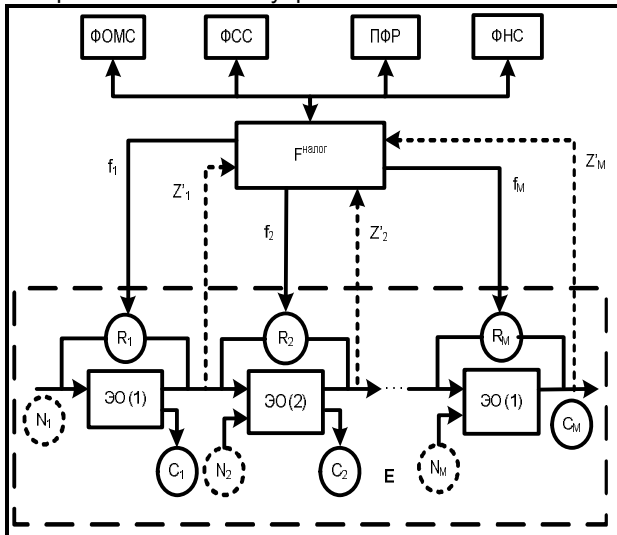 ФОМС ФСС ПФР ФНС
Fналог
f1 Z'1 f2 Z'2 fM Z'M
R1 R2 RM
N1 ЭО(1) ЭО(2) .... ЭО(1) CM
C1 N2 C2 E NM